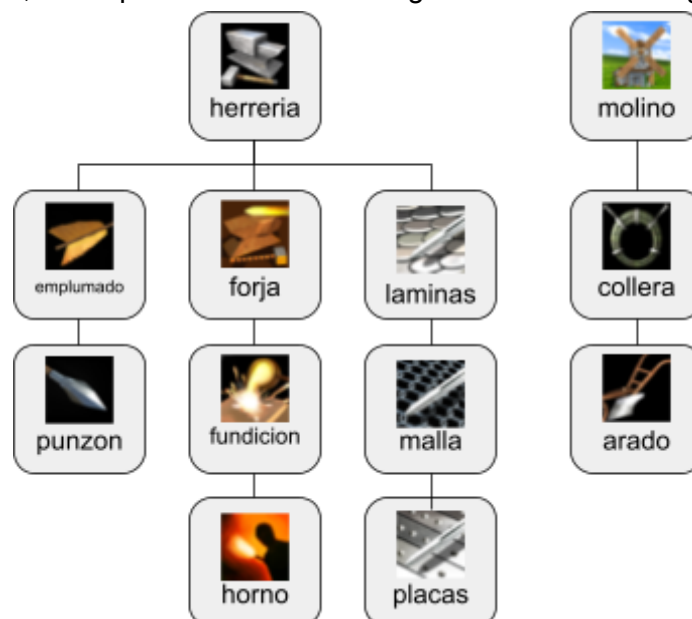 herreria
molino
emplumado
forja
laminas
collera
punzon
fundicion
malla
arado
horno
placas